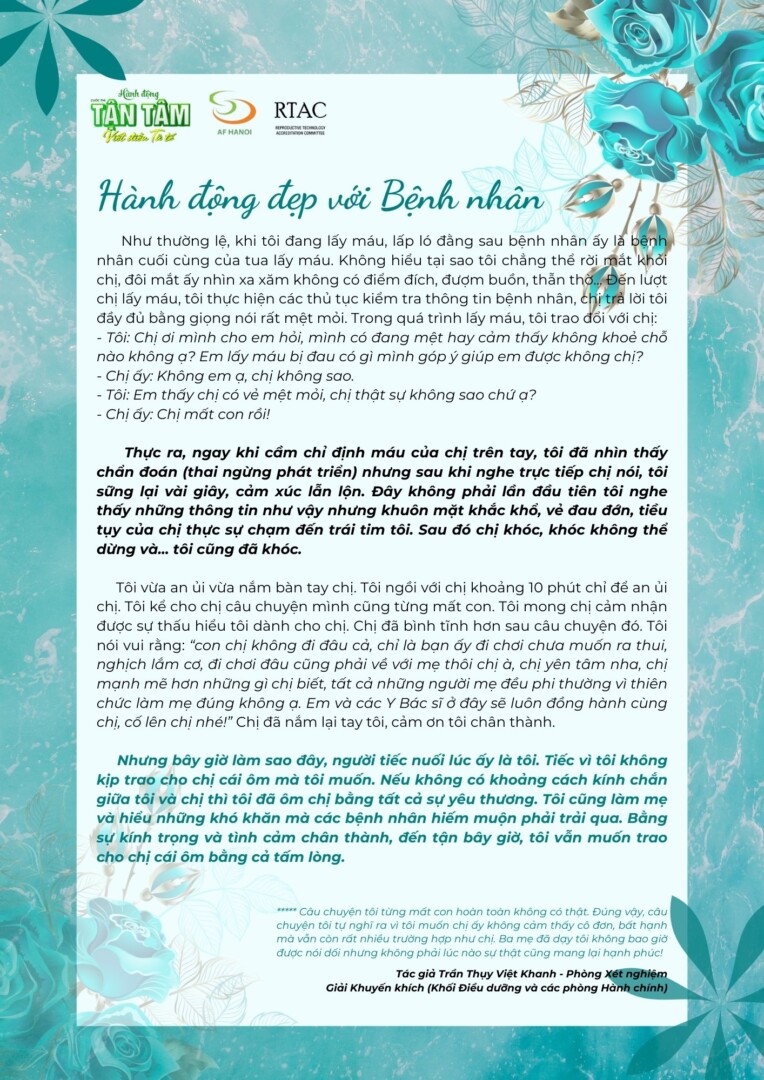 Hành động
CUỘC THI
TẬN TÂM
Viết thiên Tử tế
AF HANOI
RTAC
REPRODUCTIVE TECHNOLOGY
ACCREDITATION COMMITTEE
Hành động đẹp với Bệnh nhân
Như thường lệ, khi tôi đang lấy máu, lấp ló đằng sau bệnh nhân ấy là bệnh
nhân cuối cùng của tua lấy máu. Không hiểu tại sao tôi chẳng thể rời mắt khỏi
chị, đôi mắt ấy nhìn xa xăm không có điểm đích, đượm buồn, thẫn thờ... Đến lượt
chị lấy máu, tôi thực hiện các thủ tục kiểm tra thông tin bệnh nhân, chị trả lời tôi
đầy đủ bằng giọng nói rất mệt mỏi. Trong quá trình lấy máu, tôi trao đổi với chị:
- Tôi: Chị ơi mình cho em hỏi, mình có đang mệt hay cảm thấy không khoẻ chỗ
nào không ạ? Em lấy máu bị đau có gì mình góp ý giúp em được không chị?
- Chị ấy: Không em ạ, chị không sao.
- Tôi: Em thấy chị có vẻ mệt mỏi, chị thật sự không sao chứ ạ?
- Chị ấy: Chị mất con rồi!
Thực ra, ngay khi cầm chỉ định máu của chị trên tay, tôi đã nhìn thấy
chẩn đoán (thai ngừng phát triển) nhưng sau khi nghe trực tiếp chị nói, tôi
sững lại vài giây, cảm xúc lẫn lộn. Đây không phải lần đầu tiên tôi nghe
thấy những thông tin như vậy nhưng khuôn mặt khắc khổ, vẻ đau đớn, tiều
tụy của chị thực sự chạm đến trái tim tôi. Sau đó chị khóc, khóc không thể
dừng và... tôi cũng đã khóc.
Tôi vừa an ủi vừa nắm bàn tay chị. Tôi ngồi với chị khoảng 10 phút chỉ để an ủi
chị. Tôi kể cho chị câu chuyện mình cũng từng mất con. Tôi mong chị cảm nhận
được sự thấu hiểu tôi dành cho chị. Chị đã bình tĩnh hơn sau câu chuyện đó. Tôi
nói vui rằng: “con chị không đi đâu cả, chỉ là bạn ấy đi chơi chưa muốn ra thui,
nghịch lắm cơ, đi chơi đâu cũng phải về với mẹ thôi chị à, chị yên tâm nha, chị
mạnh mẽ hơn những gì chị biết, tất cả những người mẹ đều phi thường vì thiên
chức làm mẹ đúng không ạ. Em và các Y Bác sĩ ở đây sẽ luôn đồng hành cùng
chị, cố lên chị nhé!” Chị đã nắm lại tay tôi, cảm ơn tôi chân thành.
Nhưng bây giờ làm sao đây, người tiếc nuối lúc ấy là tôi. Tiếc vì tôi không
kịp trao cho chị cái ôm mà tôi muốn. Nếu không có khoảng cách kính chắn
giữa tôi và chị thì tôi đã ôm chị bằng tất cả sự yêu thương. Tôi cũng làm mẹ
và hiểu những khó khăn mà các bệnh nhân hiếm muộn phải trải qua. Bằng
sự kính trọng và tình cảm chân thành, đến tận bây giờ, tôi vẫn muốn trao
cho chị cái ôm bằng cả tấm lòng.
***** Câu chuyện tôi từng mất con hoàn toàn không có thật. Đúng vậy, câu
chuyện tôi tự nghĩ ra vì tôi muốn chị ấy không cảm thấy cô đơn, bất hạnh
mà vẫn còn rất nhiều trường hợp như chị. Ba mẹ đã dạy tôi không bao giờ
được nói dối nhưng không phải lúc nào sự thật cũng mang lại hạnh phúc!
Tác giả Trần Thụy Việt Khanh - Phòng Xét nghiệm
Giải Khuyến khích (Khối Điều dưỡng và các phòng Hành chính)